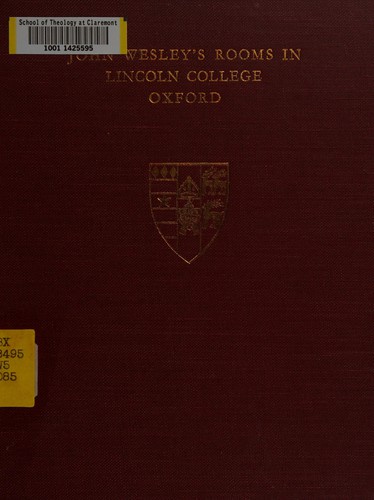 School of Theology at Claremont
1001 1425595
JOHN WESLEY'S ROOMS IN
LINCOLN COLLEGE
OXFORD